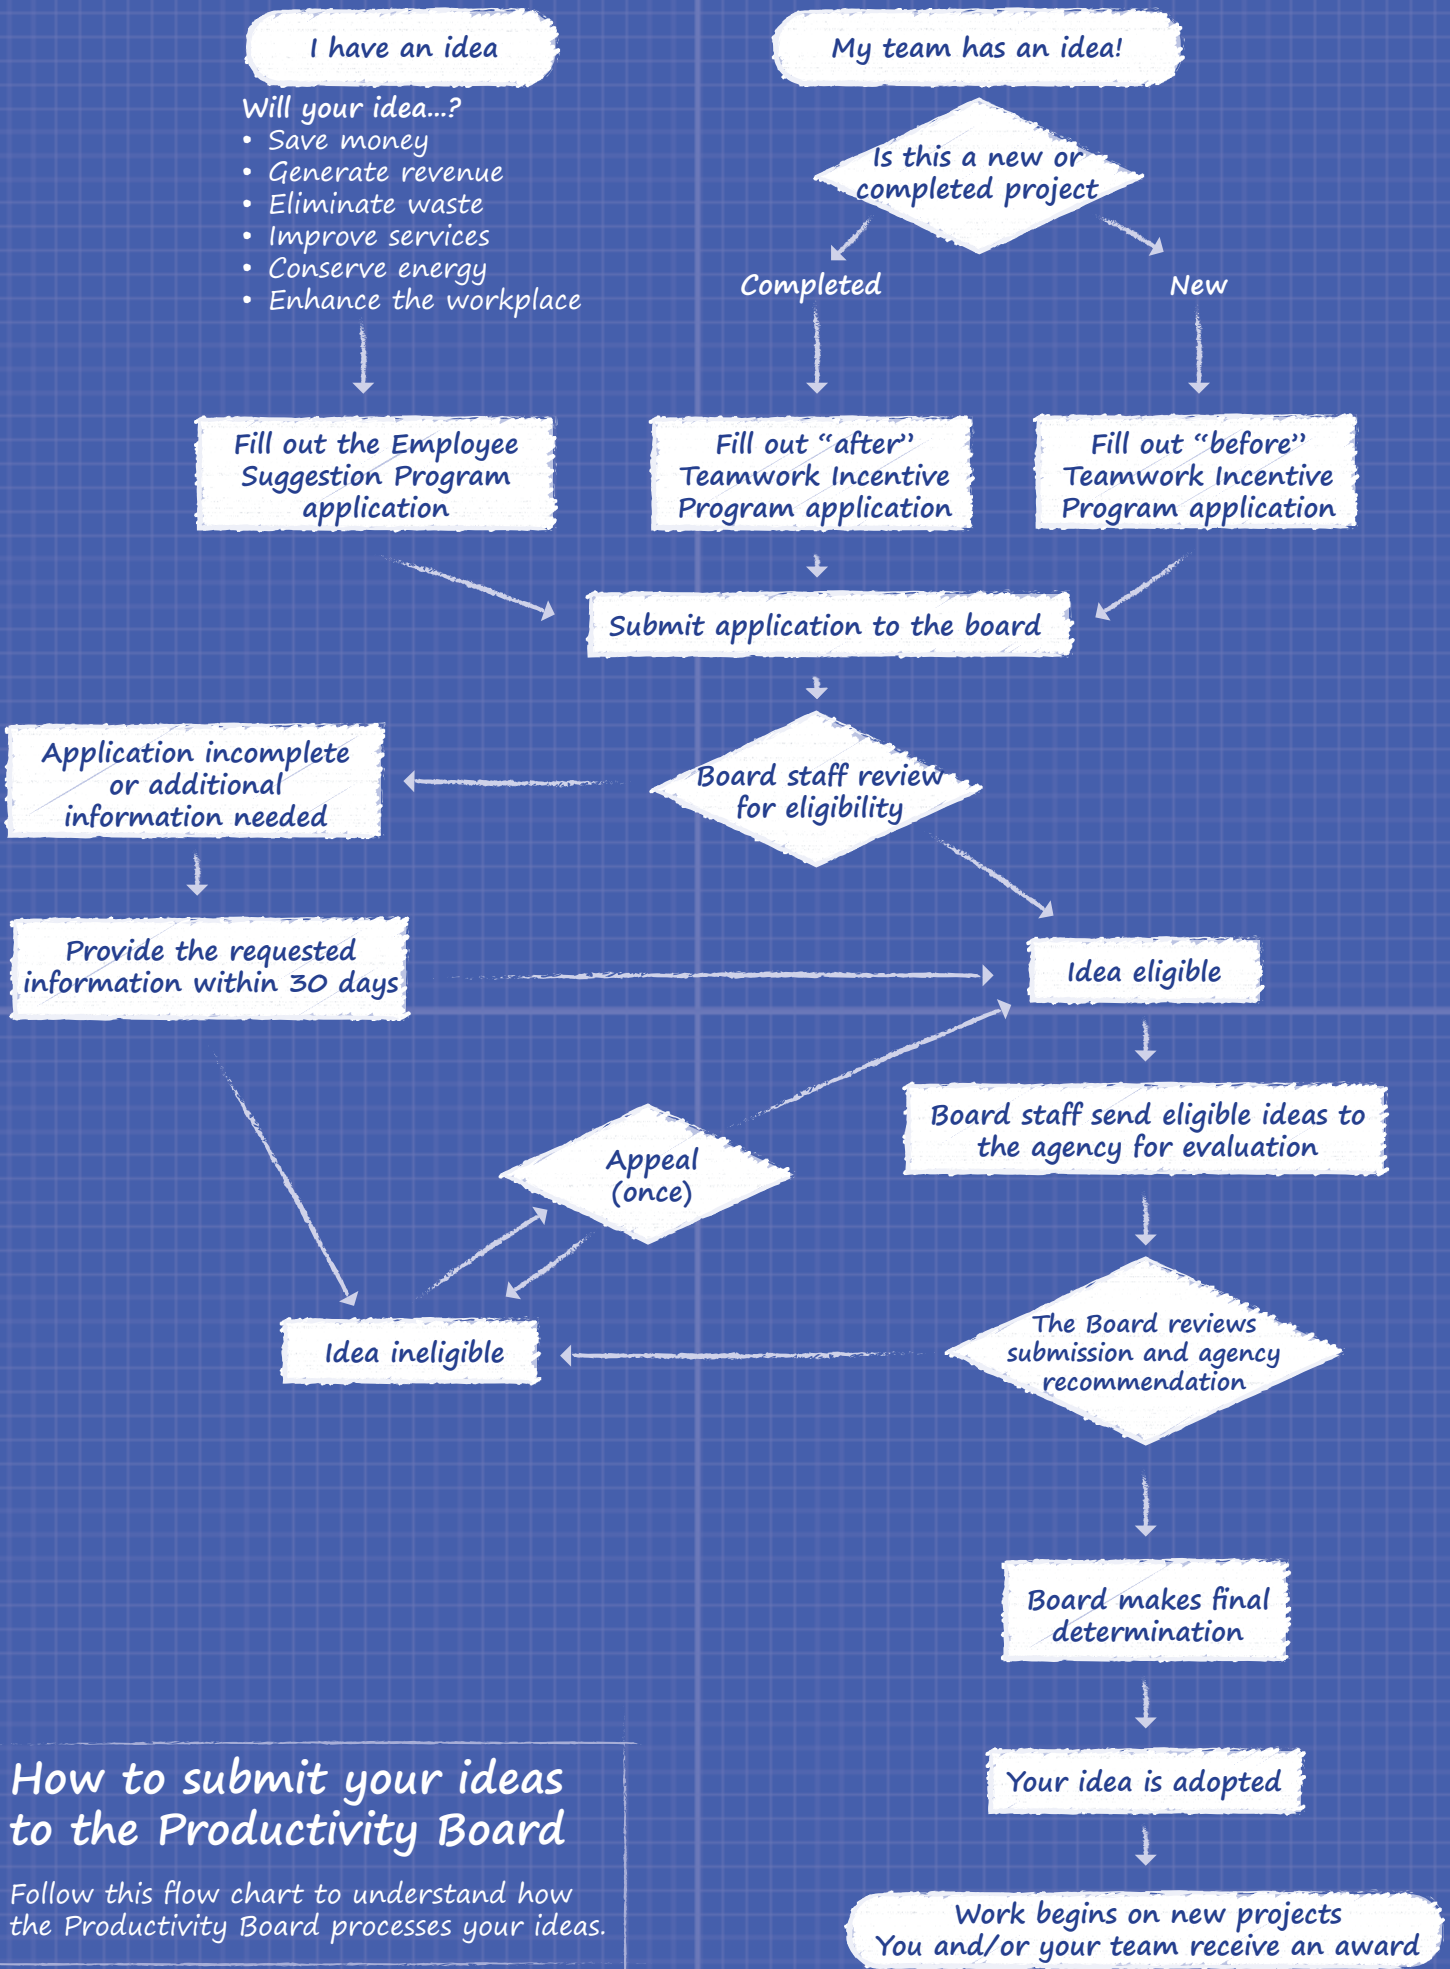 I have an idea
Will your idea...?
• Save money
• Generate revenue
• Eliminate waste
• Improve services
• Conserve energy
• Enhance the workplace
My team has an idea!
Is this a new or
completed project
Completed
New
Fill out the Employee
Suggestion Program
application
Fill out “after”
Teamwork Incentive
Program application
Fill out “before”
Teamwork Incentive
Program application
Submit application to the board
Board staff review
for eligibility
Application incomplete
or additional
information needed
Provide the requested
information within 30 days
Idea eligible
Board staff send eligible ideas to
the agency for evaluation
Appeal
(once)
Idea ineligible
The Board reviews
submission and agency
recommendation
Board makes final
determination
Your idea is adopted
Work begins on new projects
You and/or your team receive an award
How to submit your ideas
to the Productivity Board
Follow this flow chart to understand how
the Productivity Board processes your ideas.